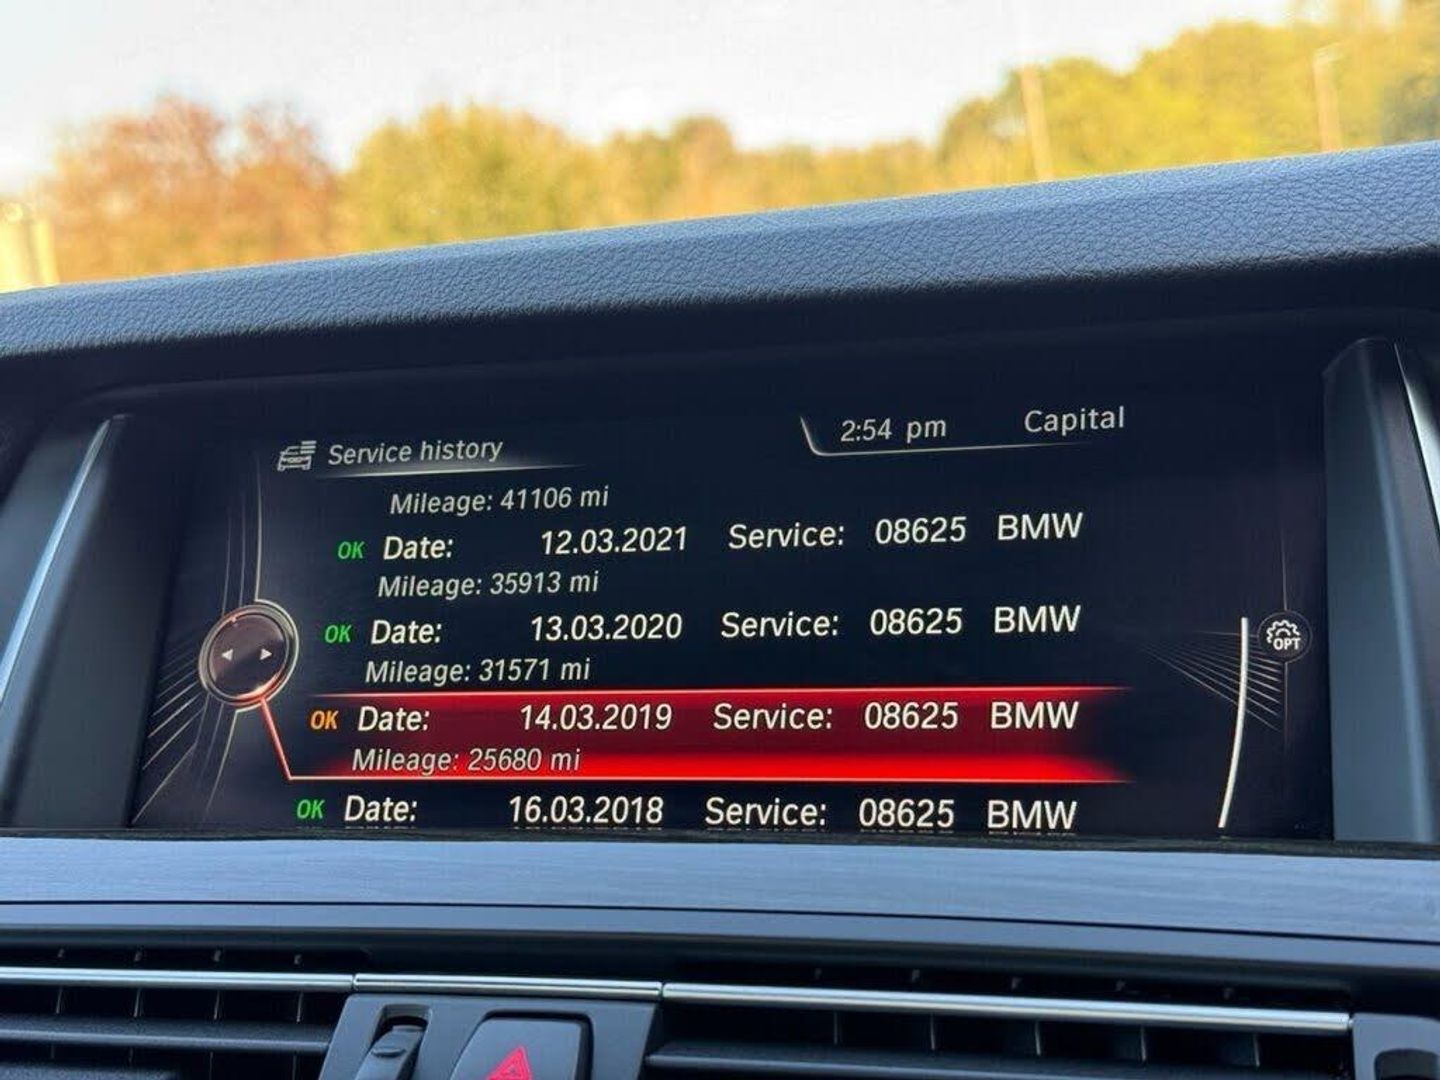 Service history
2:54 pm Capital
Mileage: 41106 mi
OK Date: 12.03.2021 Service: 08625 BMW
Mileage: 35913 mi
OK Date: 13.03.2020 Service: 08625 BMW
Mileage: 31571 mi
OPT
OK Date: 14.03.2019 Service: 08625 BMW
Mileage: 25680 mi
OK Date: 16.03.2018 Service: 08625 BMW